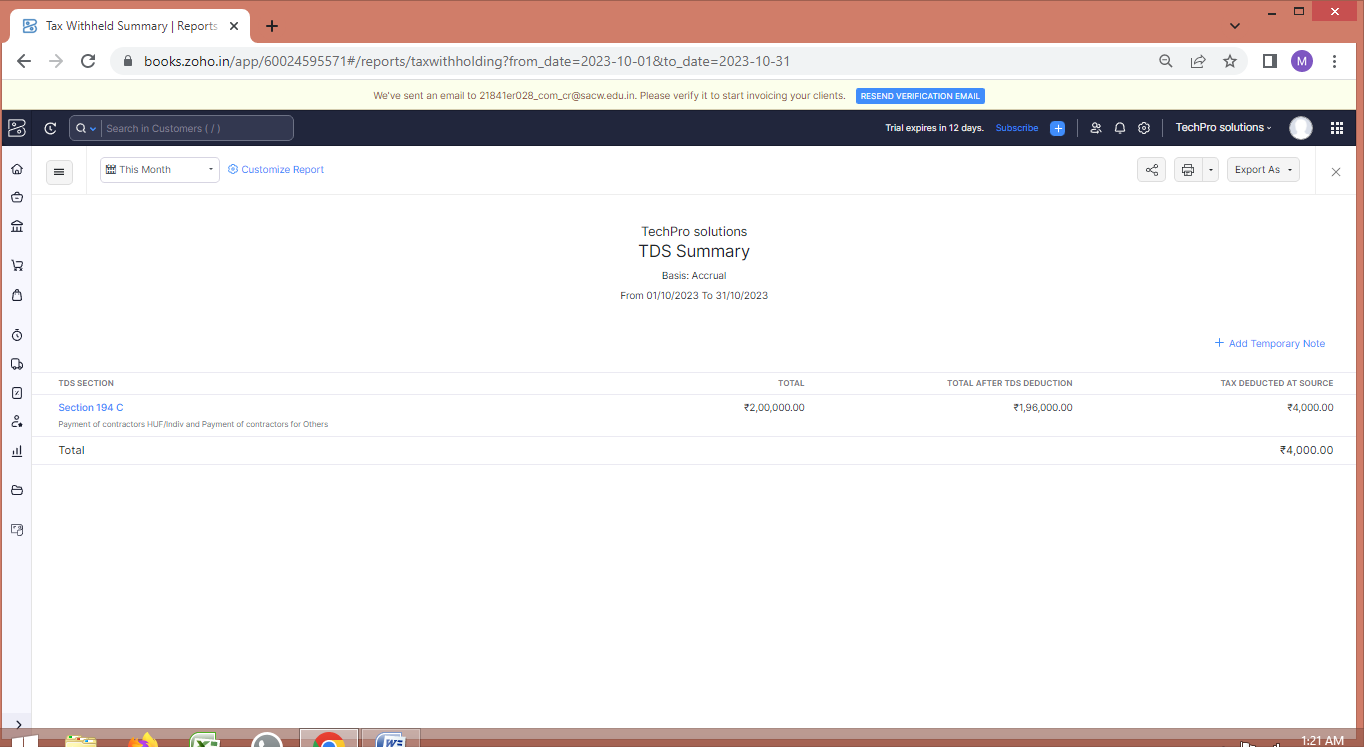 Tax Withheld Summary | Reports
books.zoho.in/app/60024595571#/reports/taxwithholding?from_date=2023-10-01&to_date=2023-10-31
M
We've sent an email to 21841er028_com_cr@sacw.edu.in. Please verify it to start invoicing your clients. RESEND VERIFICATION EMAIL
Search in Customers ( / )
Trial expires in 12 days. Subscribe
TechPro solutions
This Month
Customize Report
Export As
TechPro solutions
TDS Summary
Basis: Accrual
From 01/10/2023 To 31/10/2023
+ Add Temporary Note
TDS SECTION TOTAL TOTAL AFTER TDS DEDUCTION TAX DEDUCTED AT SOURCE
Section 194 C ₹2,00,000.00 ₹1,96,000.00 ₹4,000.00
Payment of contractors HUF/Indiv and Payment of contractors for Others
Total ₹4,000.00
1:21 AM